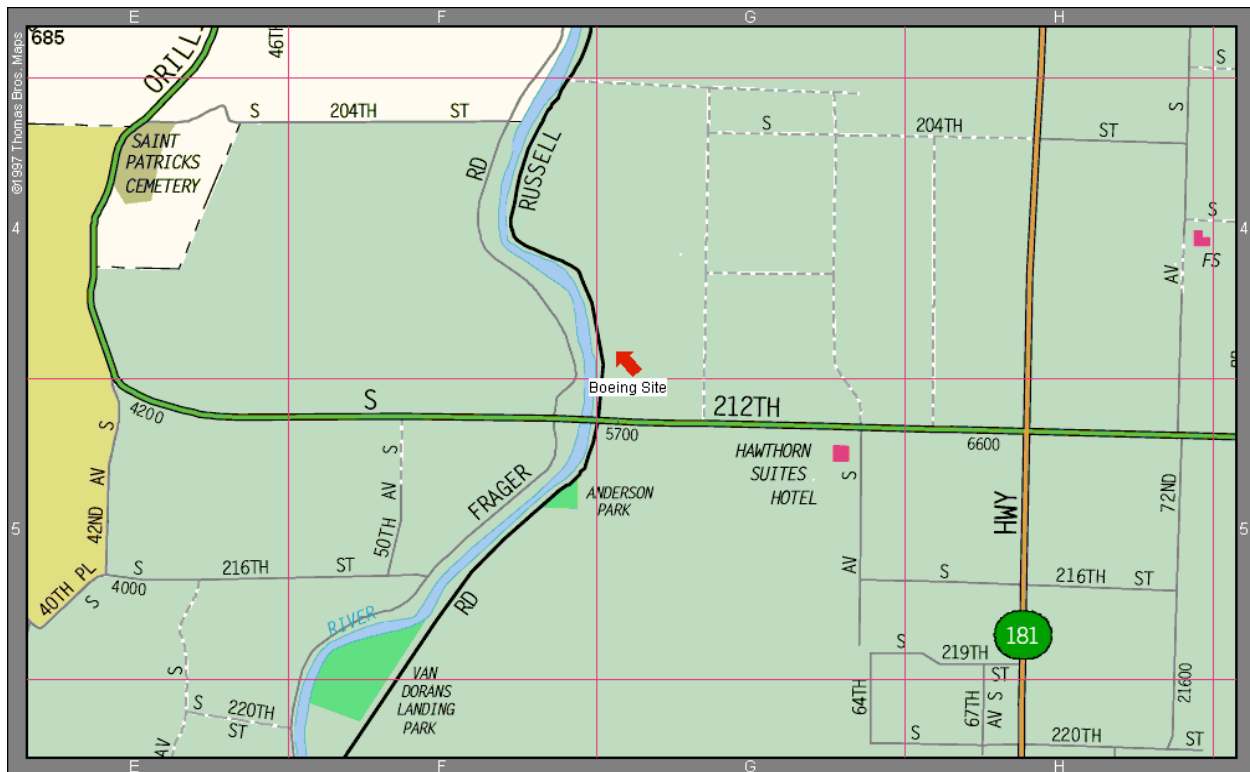 E
F
G
H
©1997 Thomas Bros. Maps
685
ORILL
46TH
S
S
204TH
ST
S
204TH
ST
S
SAINT
PATRICKS
CEMETERY
RD
RUSSELL
4
4
S
FS
AV
Boeing Site
4200
S
212TH
5700
6600
S
AV
42ND
S
AV
50TH
FRAGER
ANDERSON
PARK
HAWTHORN
SUITES
HOTEL
S
AV
HWY
72ND
5
5
40TH PL
S
S
216TH
ST
4000
S
216TH
ST
RIVER
RD
181
S
219TH
ST
VAN
DORANS
LANDING
PARK
S
AV
S
220TH
ST
64TH
67TH
AV S
21600
S
220TH
ST
E
F
G
H